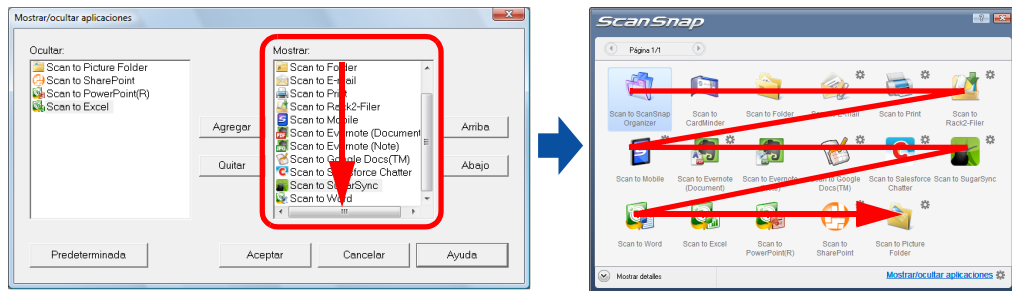 Mostrar/ocultar aplicaciones
Ocultar:
Scan to Picture Folder
Scan to SharePoint
Scan to PowerPoint(R)
Scan to Excel
Agregar
Quitar
Mostrar:
Scan to Folder
Scan to E-mail
Scan to Print
Scan to Rack2-Filer
Scan to Mobile
Scan to Evernote (Document
Scan to Evernote (Note)
Scan to Google Docs(TM)
Scan to Salesforce Chatter
Scan to SugarSync
Scan to Word
Arriba
Abajo
Predeterminada
Aceptar
Cancelar
Ayuda
ScanSnap
Página 1/1
Scan to ScanSnap
Organizer
Scan to
CardMinder
Scan to Folder
Scan to E-mail
Scan to Print
Scan to
Rack2-Filer
Scan to Mobile
Scan to Evernote
(Document)
Scan to Evernote
(Note)
Scan to Google
Docs(TM)
Scan to Salesforce
Chatter
Scan to SugarSync
Scan to Word
Scan to Excel
Scan to
PowerPoint(R)
Scan to
SharePoint
Scan to Picture
Folder
Mostrar detalles
Mostrar/ocultar aplicaciones